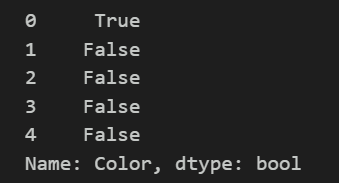 0     True
1    False
2    False
3    False
4    False
Name: Color, dtype: bool